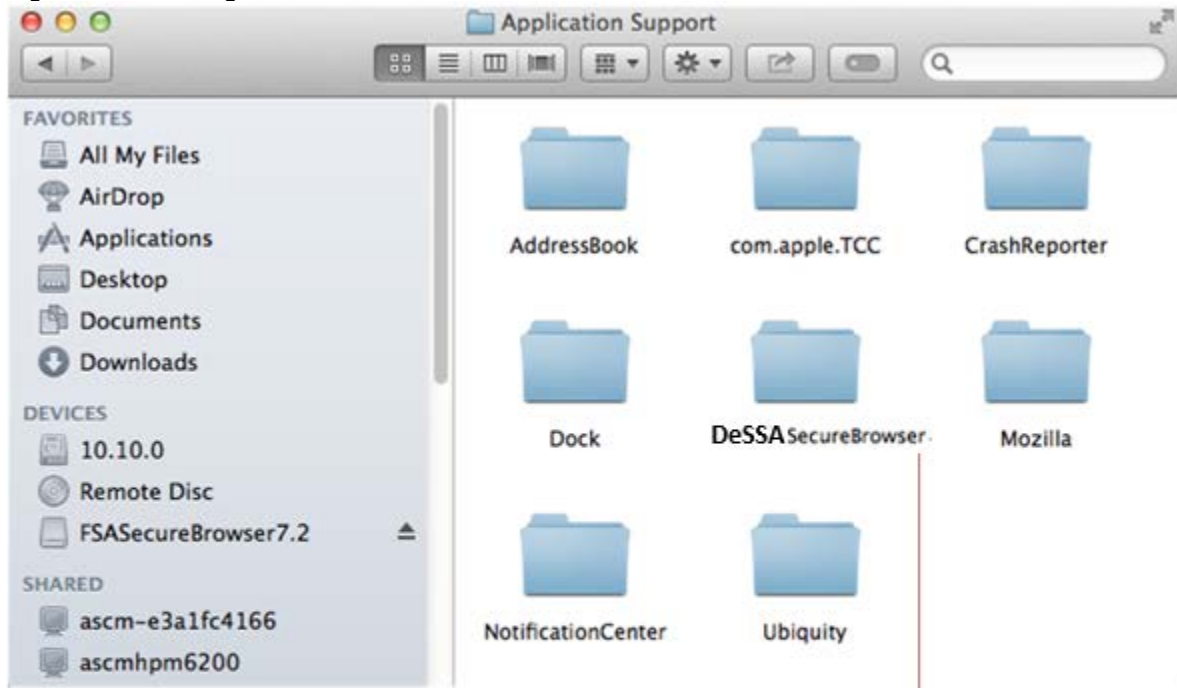 Application Support
FAVORITES
All My Files
AirDrop
Applications
Desktop
Documents
Downloads
DEVICES
10.10.0
Remote Disc
FSASecureBrowser7.2
SHARED
ascm-e3a1fc4166
ascmhpm6200
AddressBook
com.apple.TCC
CrashReporter
Dock
DeSSA SecureBrowser
Mozilla
NotificationCenter
Ubiquity